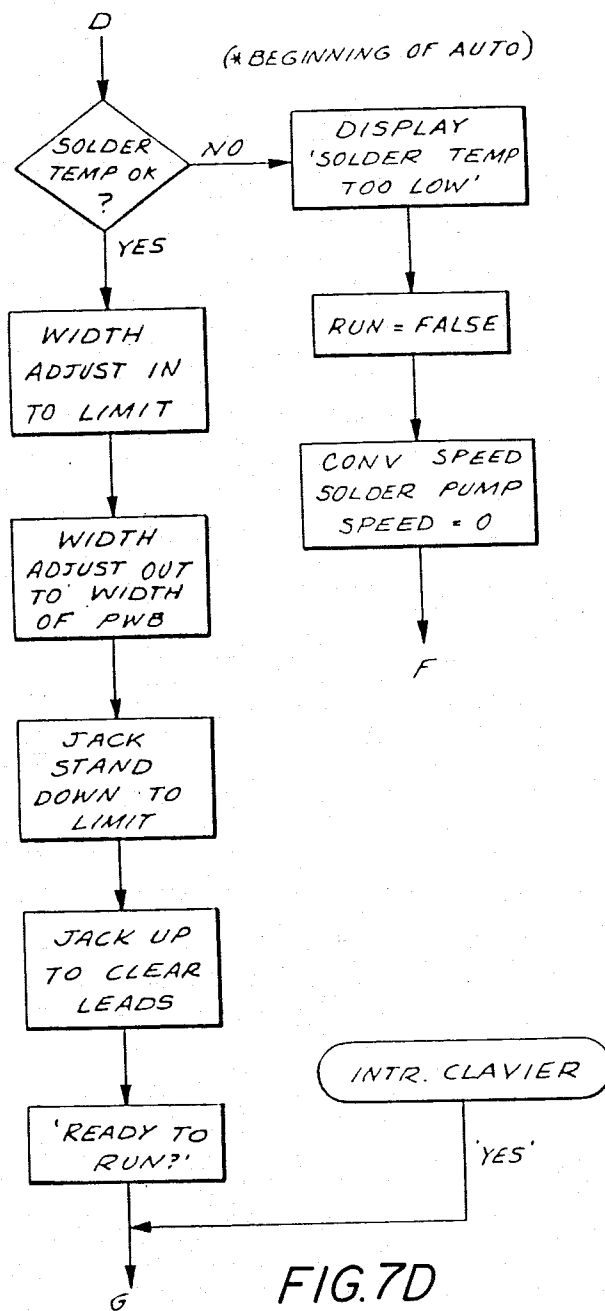 D
(*BEGINNING OF AUTO)
SOLDER
TEMP OK
?
NO
YES
DISPLAY
'SOLDER TEMP
TOO LOW'
RUN = FALSE
CONV SPEED
SOLDER PUMP
SPEED = 0
F
WIDTH
ADJUST IN
TO LIMIT
WIDTH
ADJUST OUT
TO WIDTH
OF PWB
JACK
STAND
DOWN TO
LIMIT
JACK UP
TO CLEAR
LEADS
'READY TO
RUN?'
INTR. CLAVIER
'YES'
G
FIG.7D